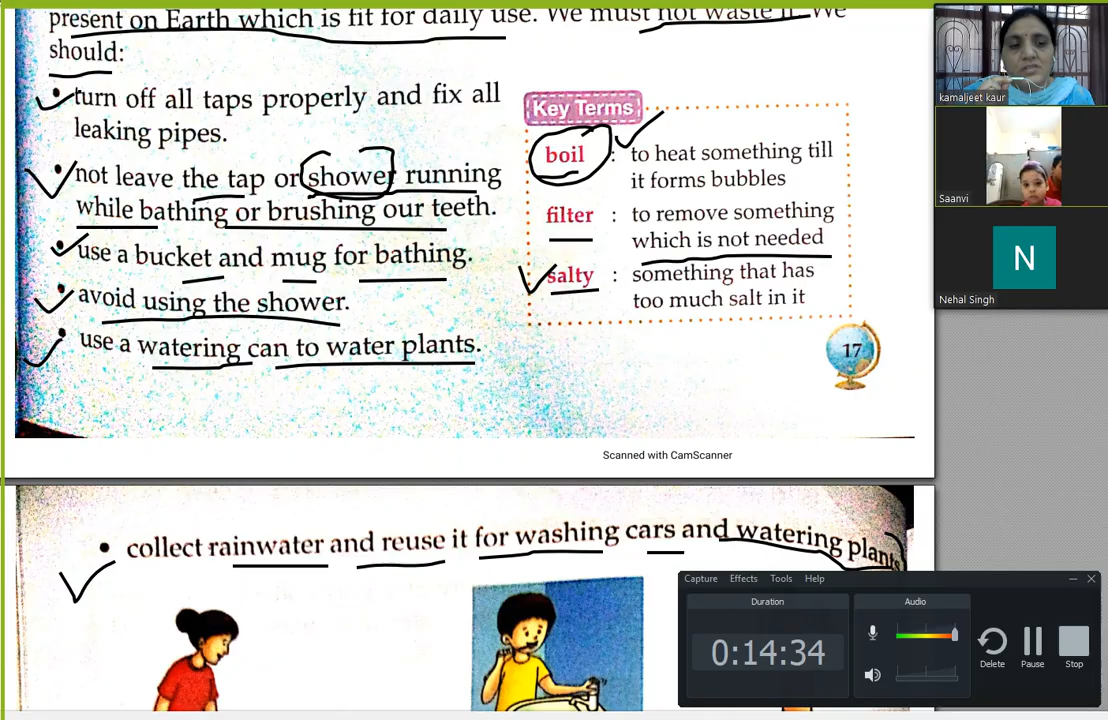 present on Earth which is fit for daily use. We must not waste it. We
should:
• turn off all taps properly and fix all
leaking pipes.
• not leave the tap or shower running
while bathing or brushing our teeth.
• use a bucket and mug for bathing.
• avoid using the shower.
• use a watering can to water plants.
Key Terms
boil : to heat something till
it forms bubbles
filter : to remove something
which is not needed
salty : something that has
too much salt in it
17
Scanned with CamScanner
• collect rainwater and reuse it for washing cars and watering plants
kamaljeet kaur
Saanvi
N
Nehal Singh
Capture Effects Tools Help
Duration
Audio
0:14:34
Delete
Pause
Stop